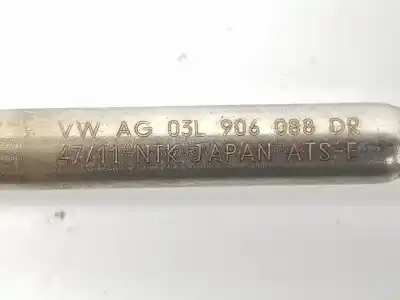 VW AG 03L 906 088 DR
47/11 NTK JAPAN ATS-E